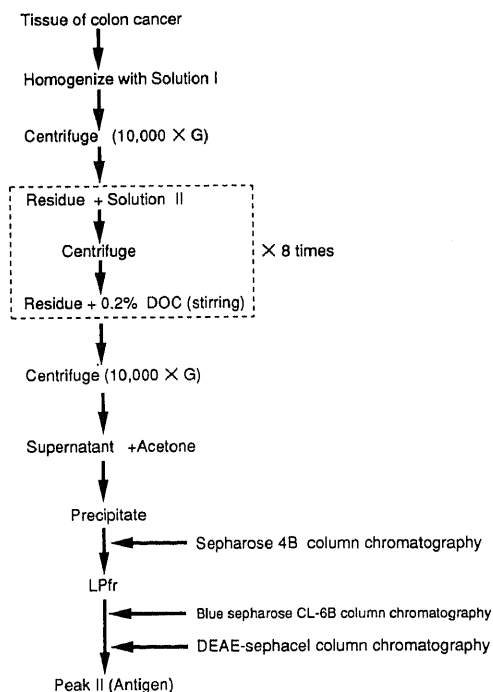 Tissue of colon cancer
Homogenize with Solution I
Centrifuge (10,000 × G)
Residue + Solution II
Centrifuge
× 8 times
Residue + 0.2% DOC (stirring)
Centrifuge (10,000 × G)
Supernatant +Acetone
Precipitate
Sepharose 4B column chromatography
LPfr
Blue sepharose CL-6B column chromatography
DEAE-sephacel column chromatography
Peak II (Antigen)